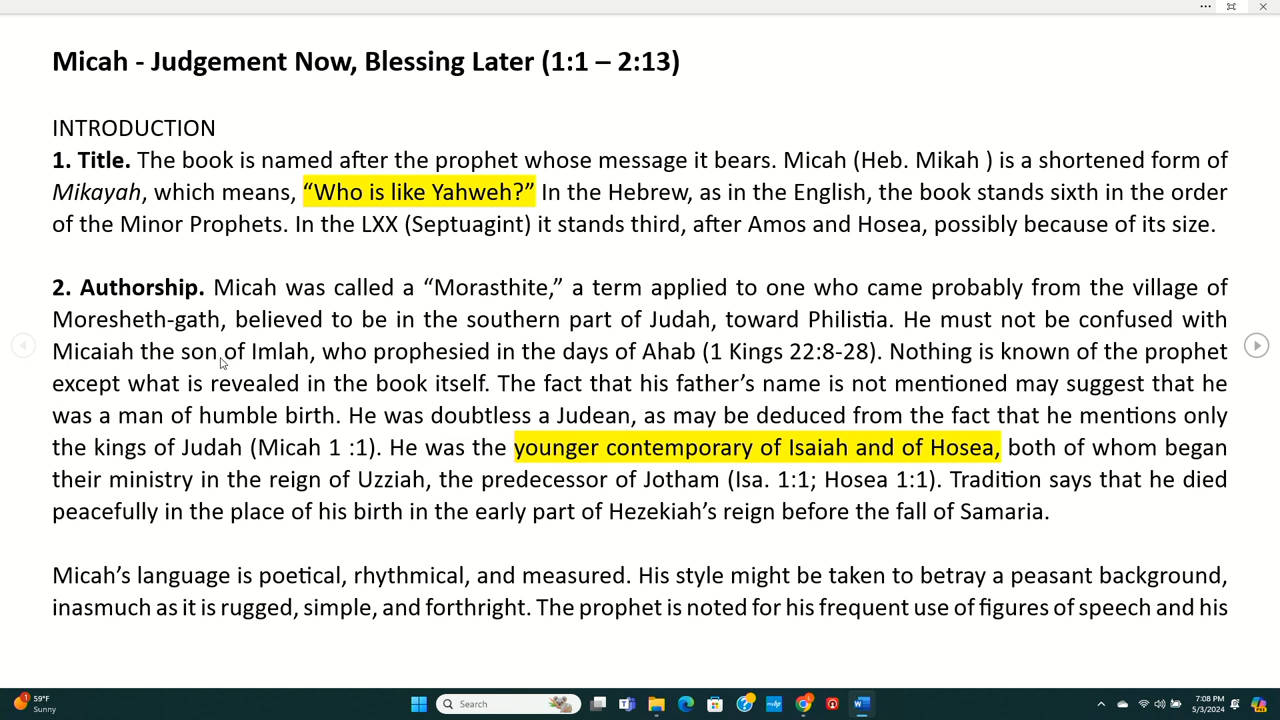 Micah - Judgement Now, Blessing Later (1:1 – 2:13)
INTRODUCTION
1. Title. The book is named after the prophet whose message it bears. Micah (Heb. Mikah ) is a shortened form of
Mikayah, which means, “Who is like Yahweh?” In the Hebrew, as in the English, the book stands sixth in the order
of the Minor Prophets. In the LXX (Septuagint) it stands third, after Amos and Hosea, possibly because of its size.
2. Authorship. Micah was called a “Morasthite,” a term applied to one who came probably from the village of
Moresheth-gath, believed to be in the southern part of Judah, toward Philistia. He must not be confused with
Micaiah the son of Imlah, who prophesied in the days of Ahab (1 Kings 22:8-28). Nothing is known of the prophet
except what is revealed in the book itself. The fact that his father’s name is not mentioned may suggest that he
was a man of humble birth. He was doubtless a Judean, as may be deduced from the fact that he mentions only
the kings of Judah (Micah 1 :1). He was the younger contemporary of Isaiah and of Hosea, both of whom began
their ministry in the reign of Uzziah, the predecessor of Jotham (Isa. 1:1; Hosea 1:1). Tradition says that he died
peacefully in the place of his birth in the early part of Hezekiah’s reign before the fall of Samaria.
Micah’s language is poetical, rhythmical, and measured. His style might be taken to betray a peasant background,
inasmuch as it is rugged, simple, and forthright. The prophet is noted for his frequent use of figures of speech and his
1
59°F
Sunny
Search
7:08 PM
5/3/2024